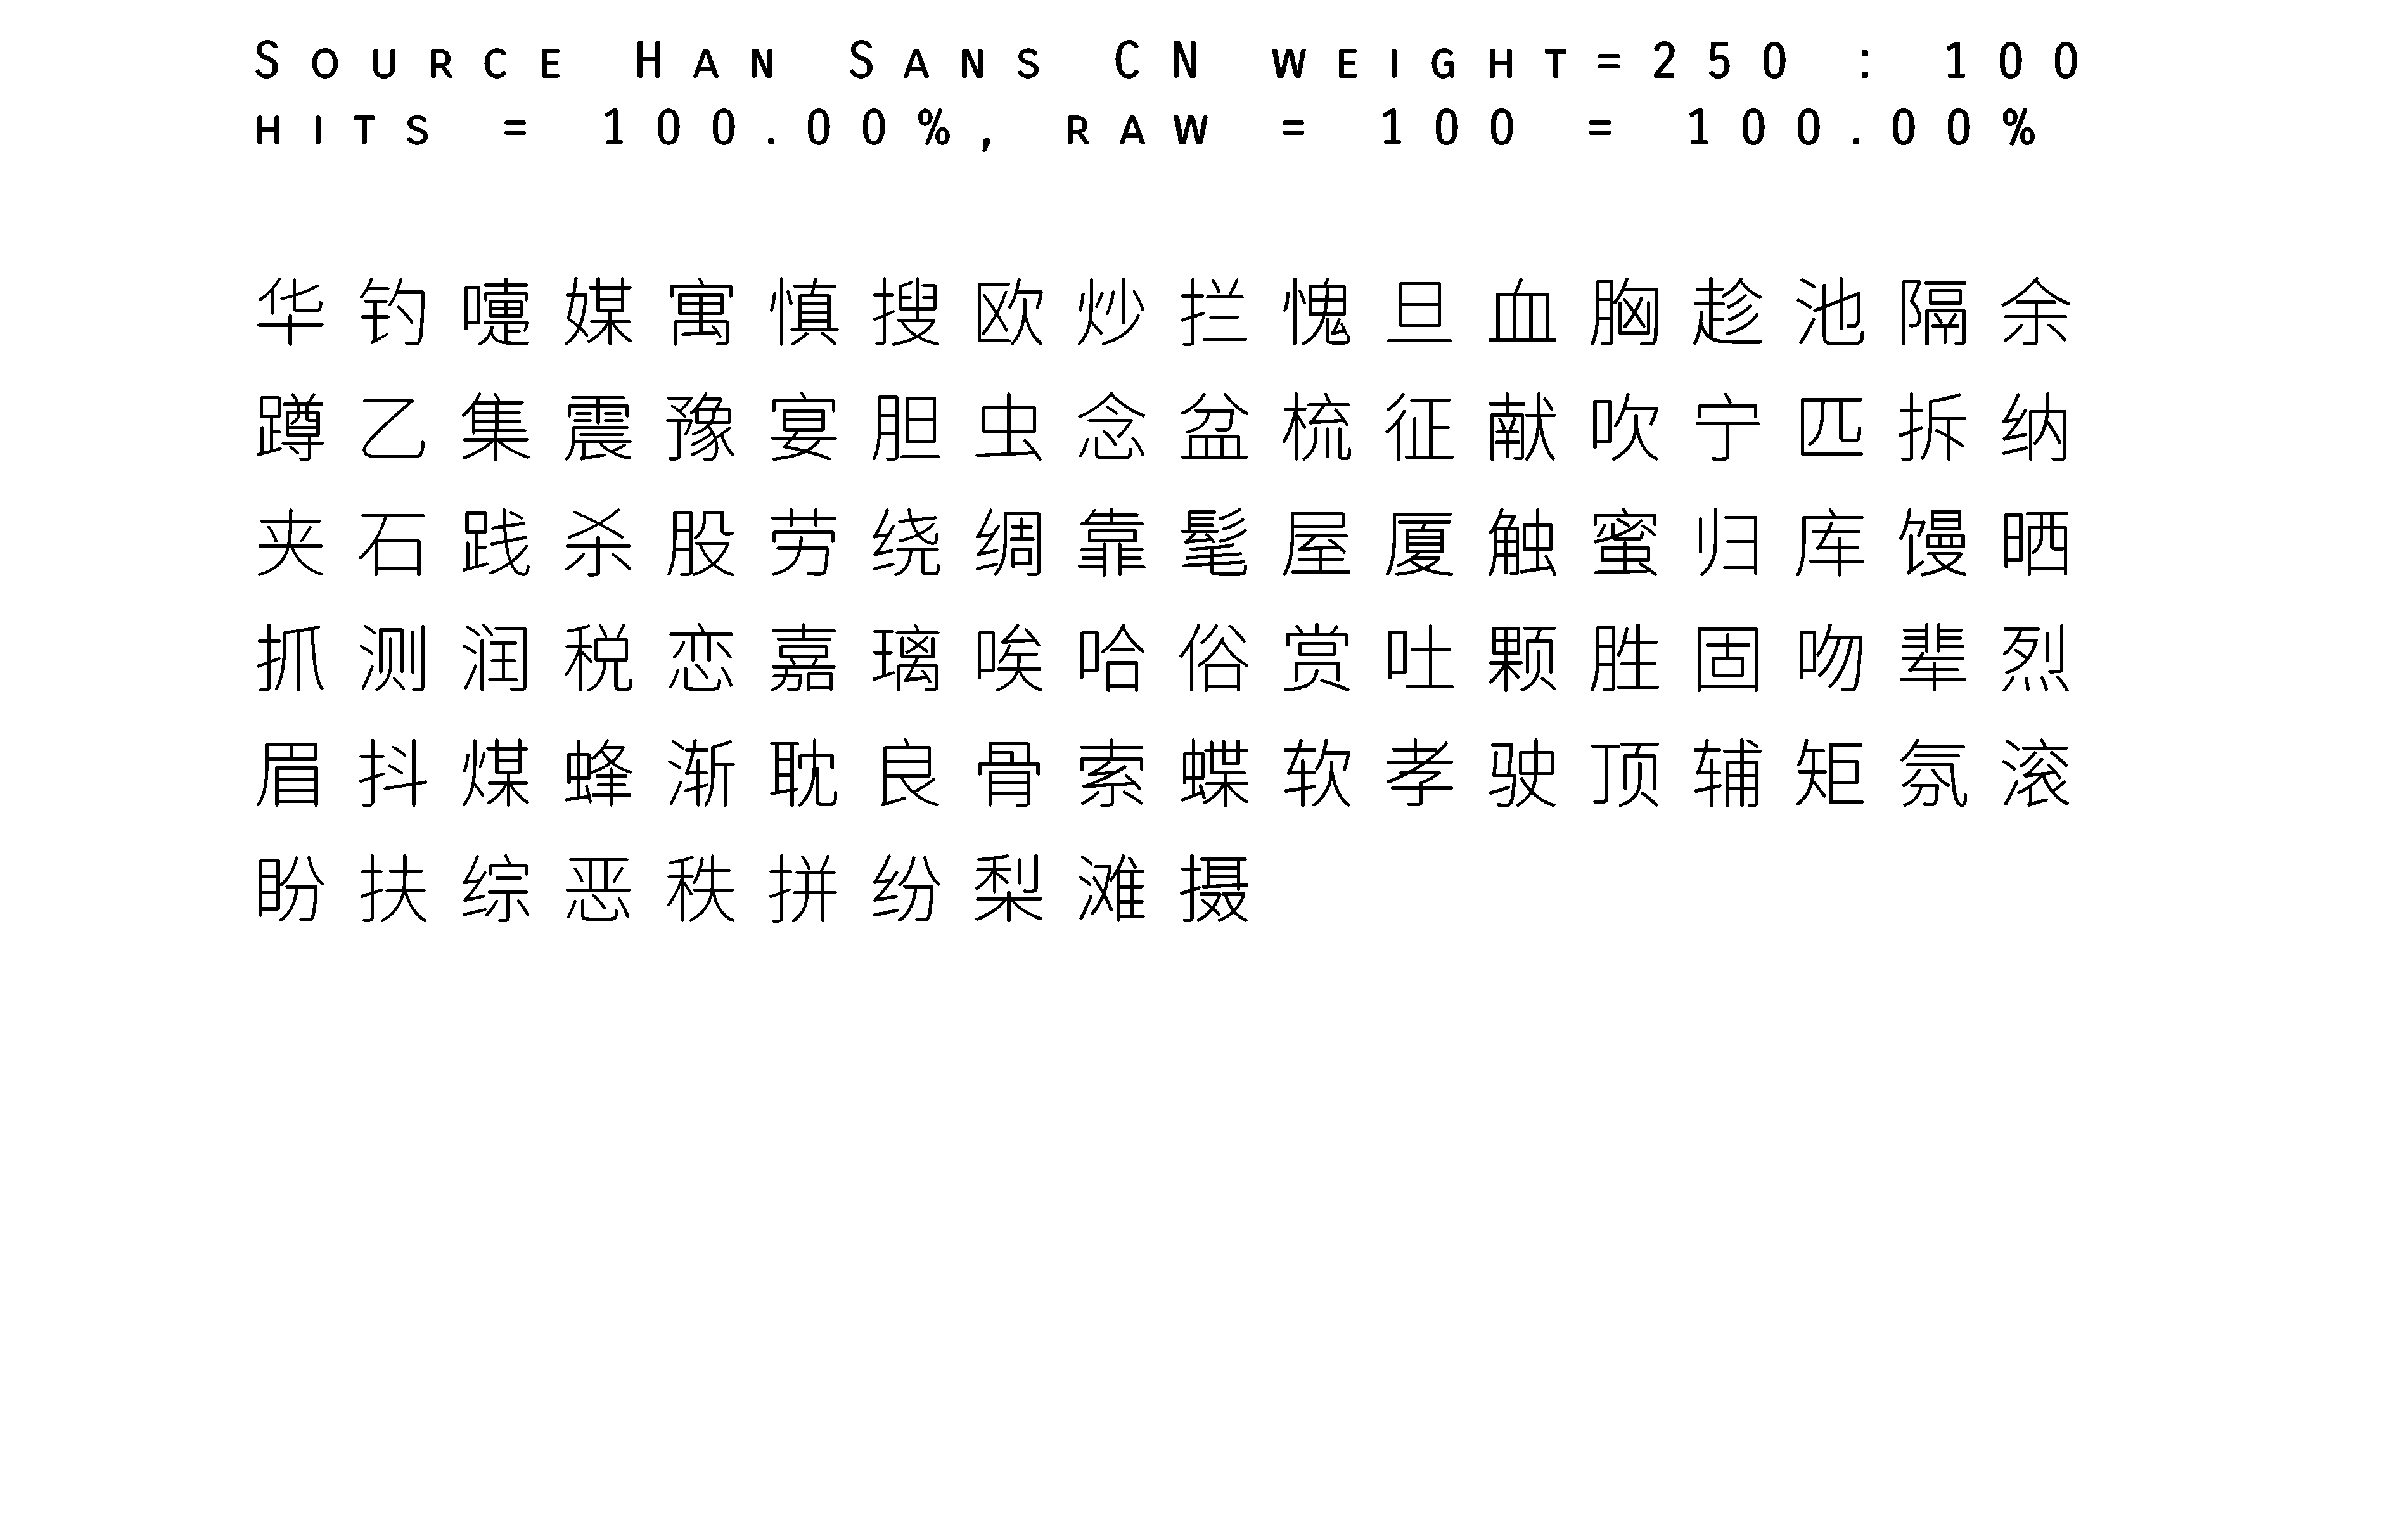 Source Han Sans CN weight=250 : 100
hits = 100.00%, raw = 100 = 100.00%
华钓嚏媒寓慎搜欧炒拦愧旦血胸趁池隔余
蹲乙集震豫宴胆虫念盆梳征献吹宁匹拆纳
夹石践杀股劳绕绸靠髦屋厦触蜜归库馒晒
抓测润税恋嘉璃唉哈俗赏吐颗胜固吻辈烈
眉抖煤蜂渐耽良骨索蝶软孝驶顶辅矩氛滚
盼扶综恶秩拼纷梨滩摄